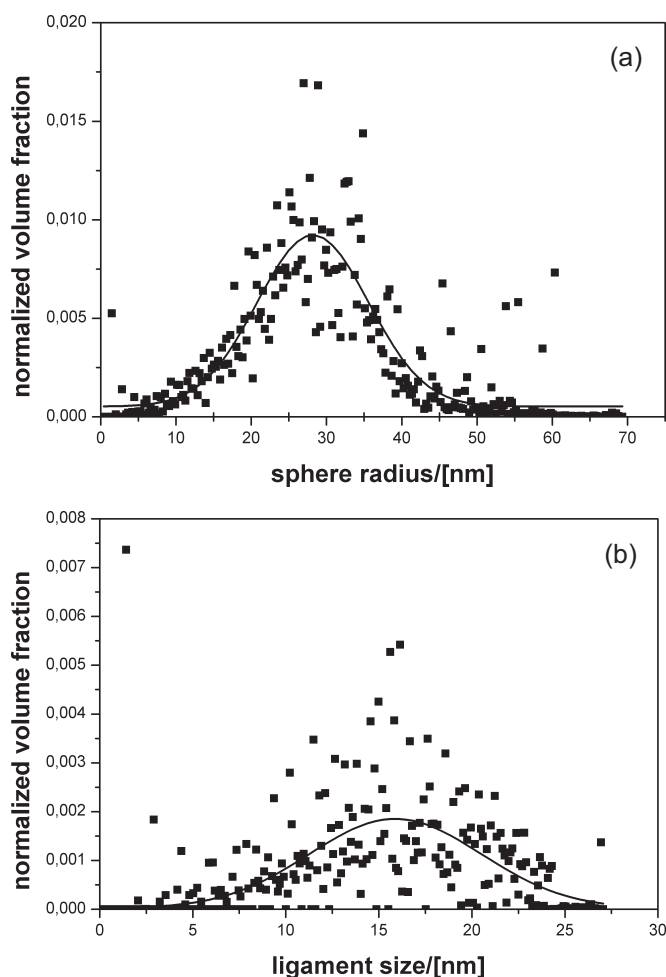 0,020
(a)
0,015
0,010
0,005
0,000
normalized volume fraction
0 10 20 30 40 50 60 70
sphere radius/[nm]
0,008
(b)
0,007
0,006
0,005
0,004
0,003
0,002
0,001
0,000
normalized volume fraction
0 5 10 15 20 25 30
ligament size/[nm]